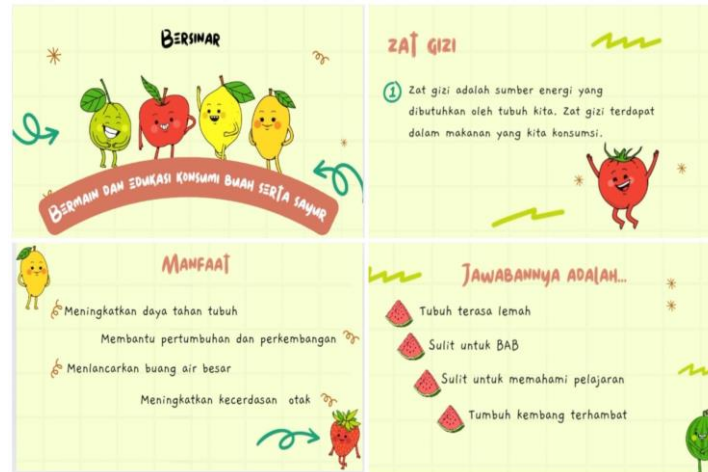 BERSINAR
BERMAIN DAN EDUKASI KONSUMSI BUAH SERTA SAYUR
ZAT GIZI
1 Zat gizi adalah sumber energi yang
dibutuhkan oleh tubuh kita. Zat gizi terdapat
dalam makanan yang kita konsumsi.
MANFAAT
Meningkatkan daya tahan tubuh
Membantu pertumbuhan dan perkembangan
Menlancarkan buang air besar
Meningkatkan kecerdasan otak
JAWABANNYA ADALAH...
Tubuh terasa lemah
Sulit untuk BAB
Sulit untuk memahami pelajaran
Tumbuh kembang terhambat